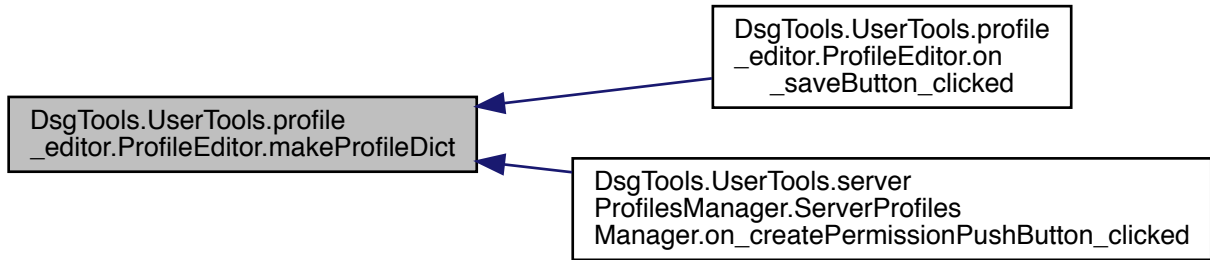 DsgTools.UserTools.profile
_editor.ProfileEditor.on
_saveButton_clicked
DsgTools.UserTools.profile
_editor.ProfileEditor.makeProfileDict
DsgTools.UserTools.server
ProfilesManager.ServerProfiles
Manager.on_createPermissionPushButton_clicked